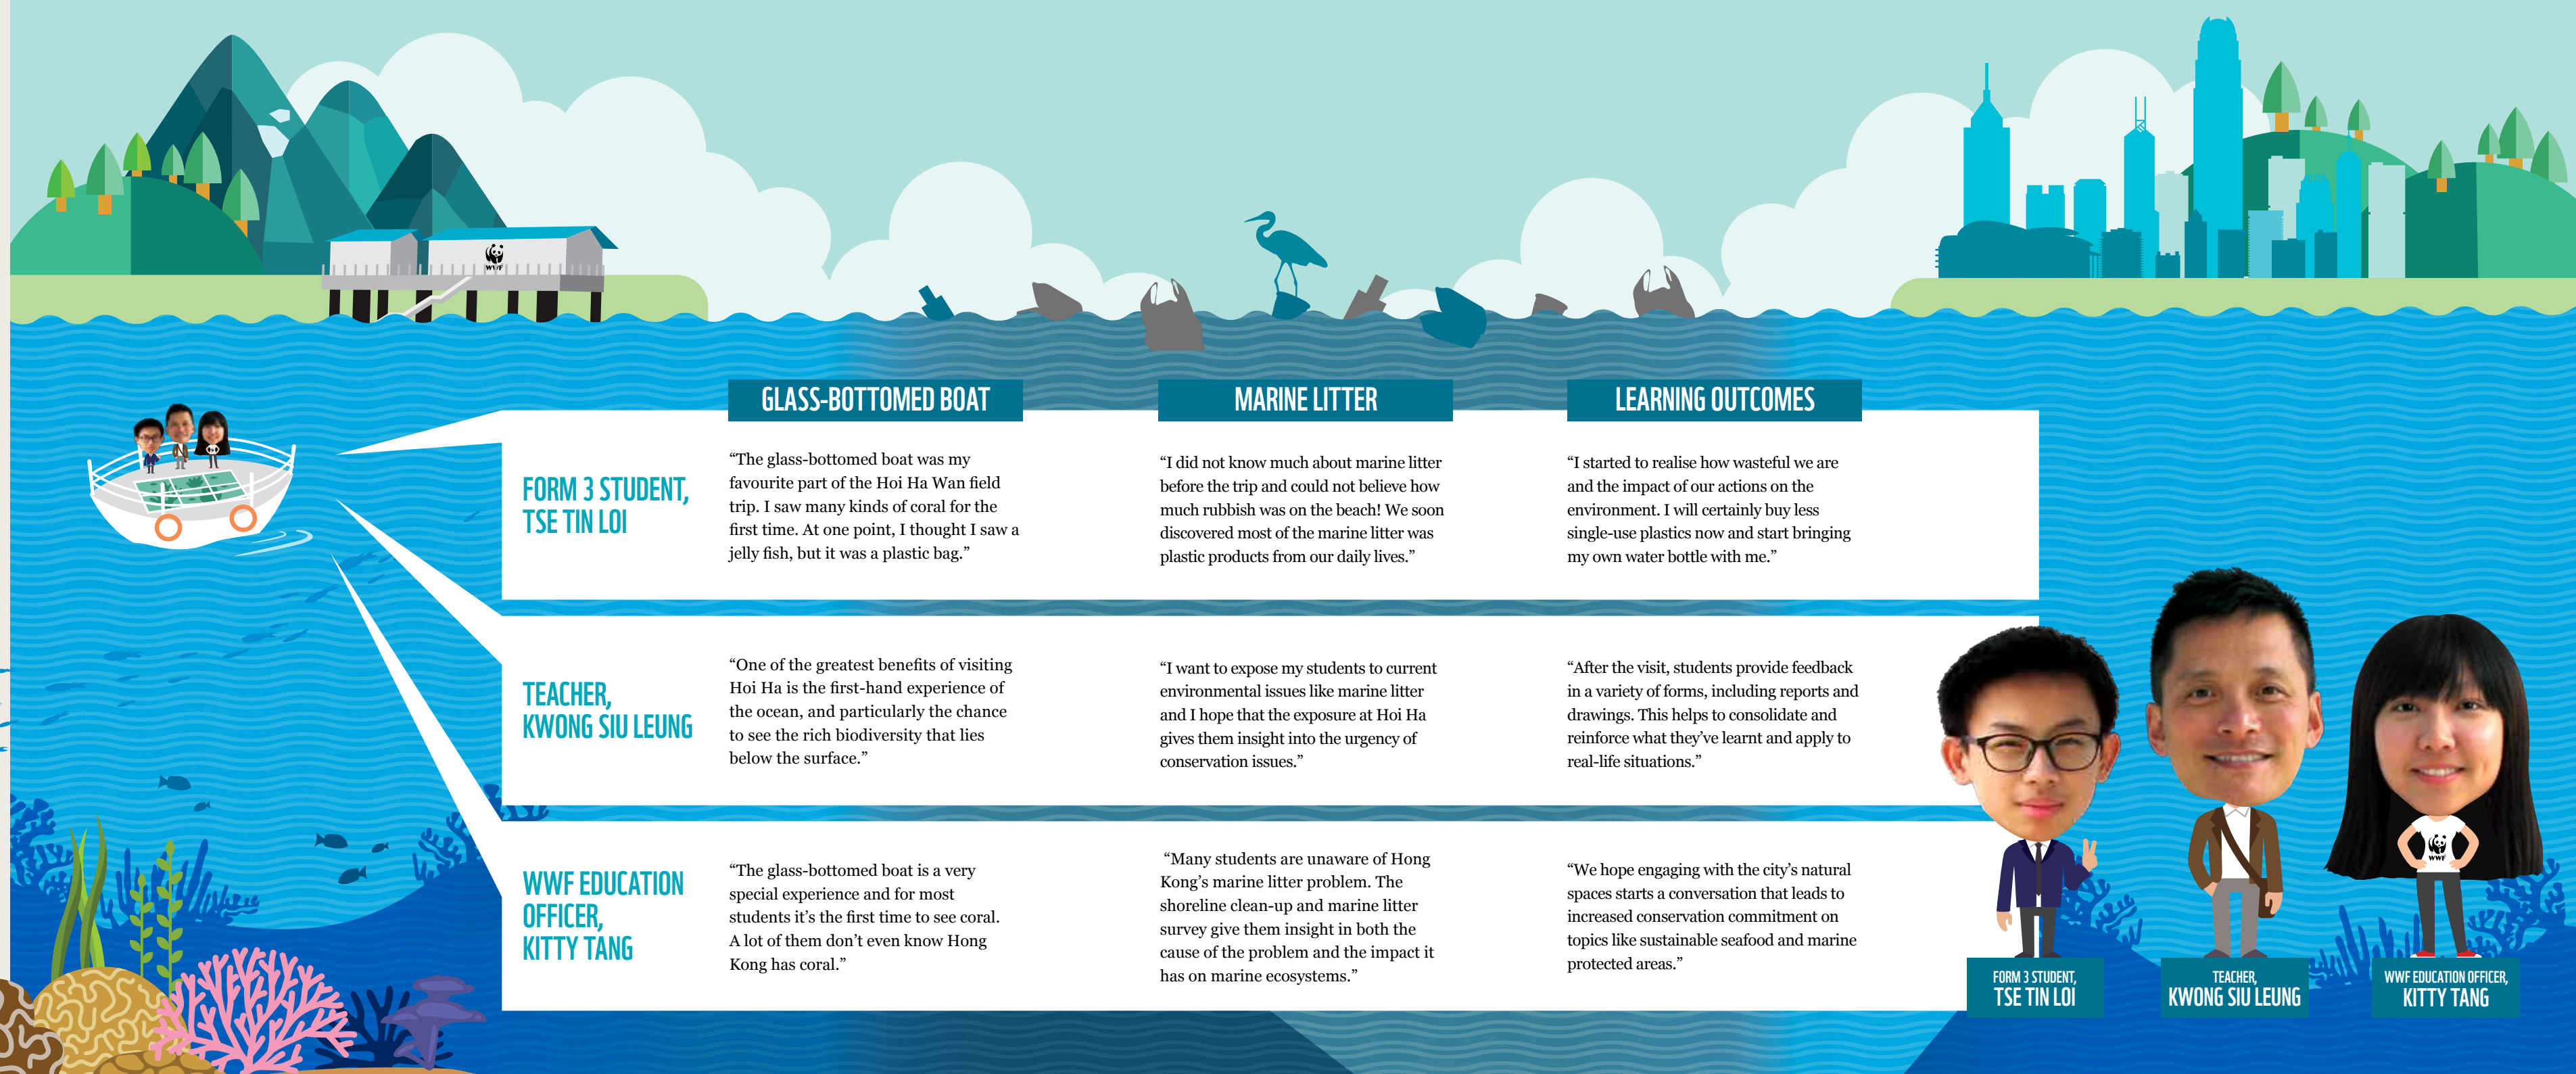 WWF
GLASS-BOTTOMED BOAT
MARINE LITTER
LEARNING OUTCOMES
FORM 3 STUDENT,
TSE TIN LOI
“The glass-bottomed boat was my
favourite part of the Hoi Ha Wan field
trip. I saw many kinds of coral for the
first time. At one point, I thought I saw a
jelly fish, but it was a plastic bag.”
“I did not know much about marine litter
before the trip and could not believe how
much rubbish was on the beach! We soon
discovered most of the marine litter was
plastic products from our daily lives.”
“I started to realise how wasteful we are
and the impact of our actions on the
environment. I will certainly buy less
single-use plastics now and start bringing
my own water bottle with me.”
TEACHER,
KWONG SIU LEUNG
“One of the greatest benefits of visiting
Hoi Ha is the first-hand experience of
the ocean, and particularly the chance
to see the rich biodiversity that lies
below the surface.”
“I want to expose my students to current
environmental issues like marine litter
and I hope that the exposure at Hoi Ha
gives them insight into the urgency of
conservation issues.”
“After the visit, students provide feedback
in a variety of forms, including reports and
drawings. This helps to consolidate and
reinforce what they’ve learnt and apply to
real-life situations.”
WWF EDUCATION
OFFICER,
KITTY TANG
“The glass-bottomed boat is a very
special experience and for most
students it’s the first time to see coral.
A lot of them don’t even know Hong
Kong has coral.”
“Many students are unaware of Hong
Kong’s marine litter problem. The
shoreline clean-up and marine litter
survey give them insight in both the
cause of the problem and the impact it
has on marine ecosystems.”
“We hope engaging with the city’s natural
spaces starts a conversation that leads to
increased conservation commitment on
topics like sustainable seafood and marine
protected areas.”
WWF
FORM 3 STUDENT,
TSE TIN LOI
TEACHER,
KWONG SIU LEUNG
WWF EDUCATION OFFICER,
KITTY TANG